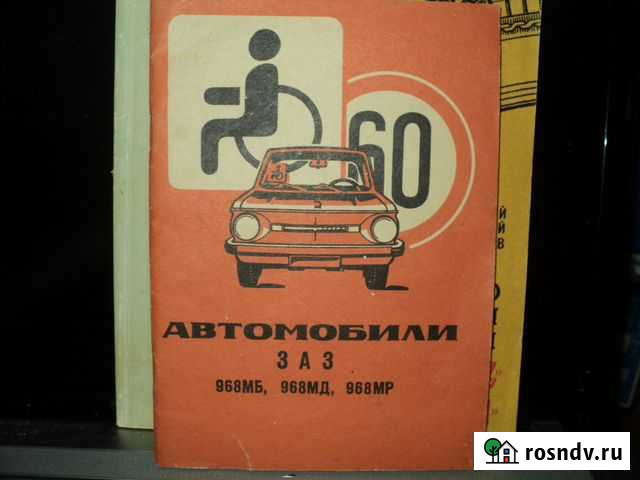 60
АВТОМОБИЛИ
ЗАЗ
968МБ, 968МД, 968МР
rosndv.ru